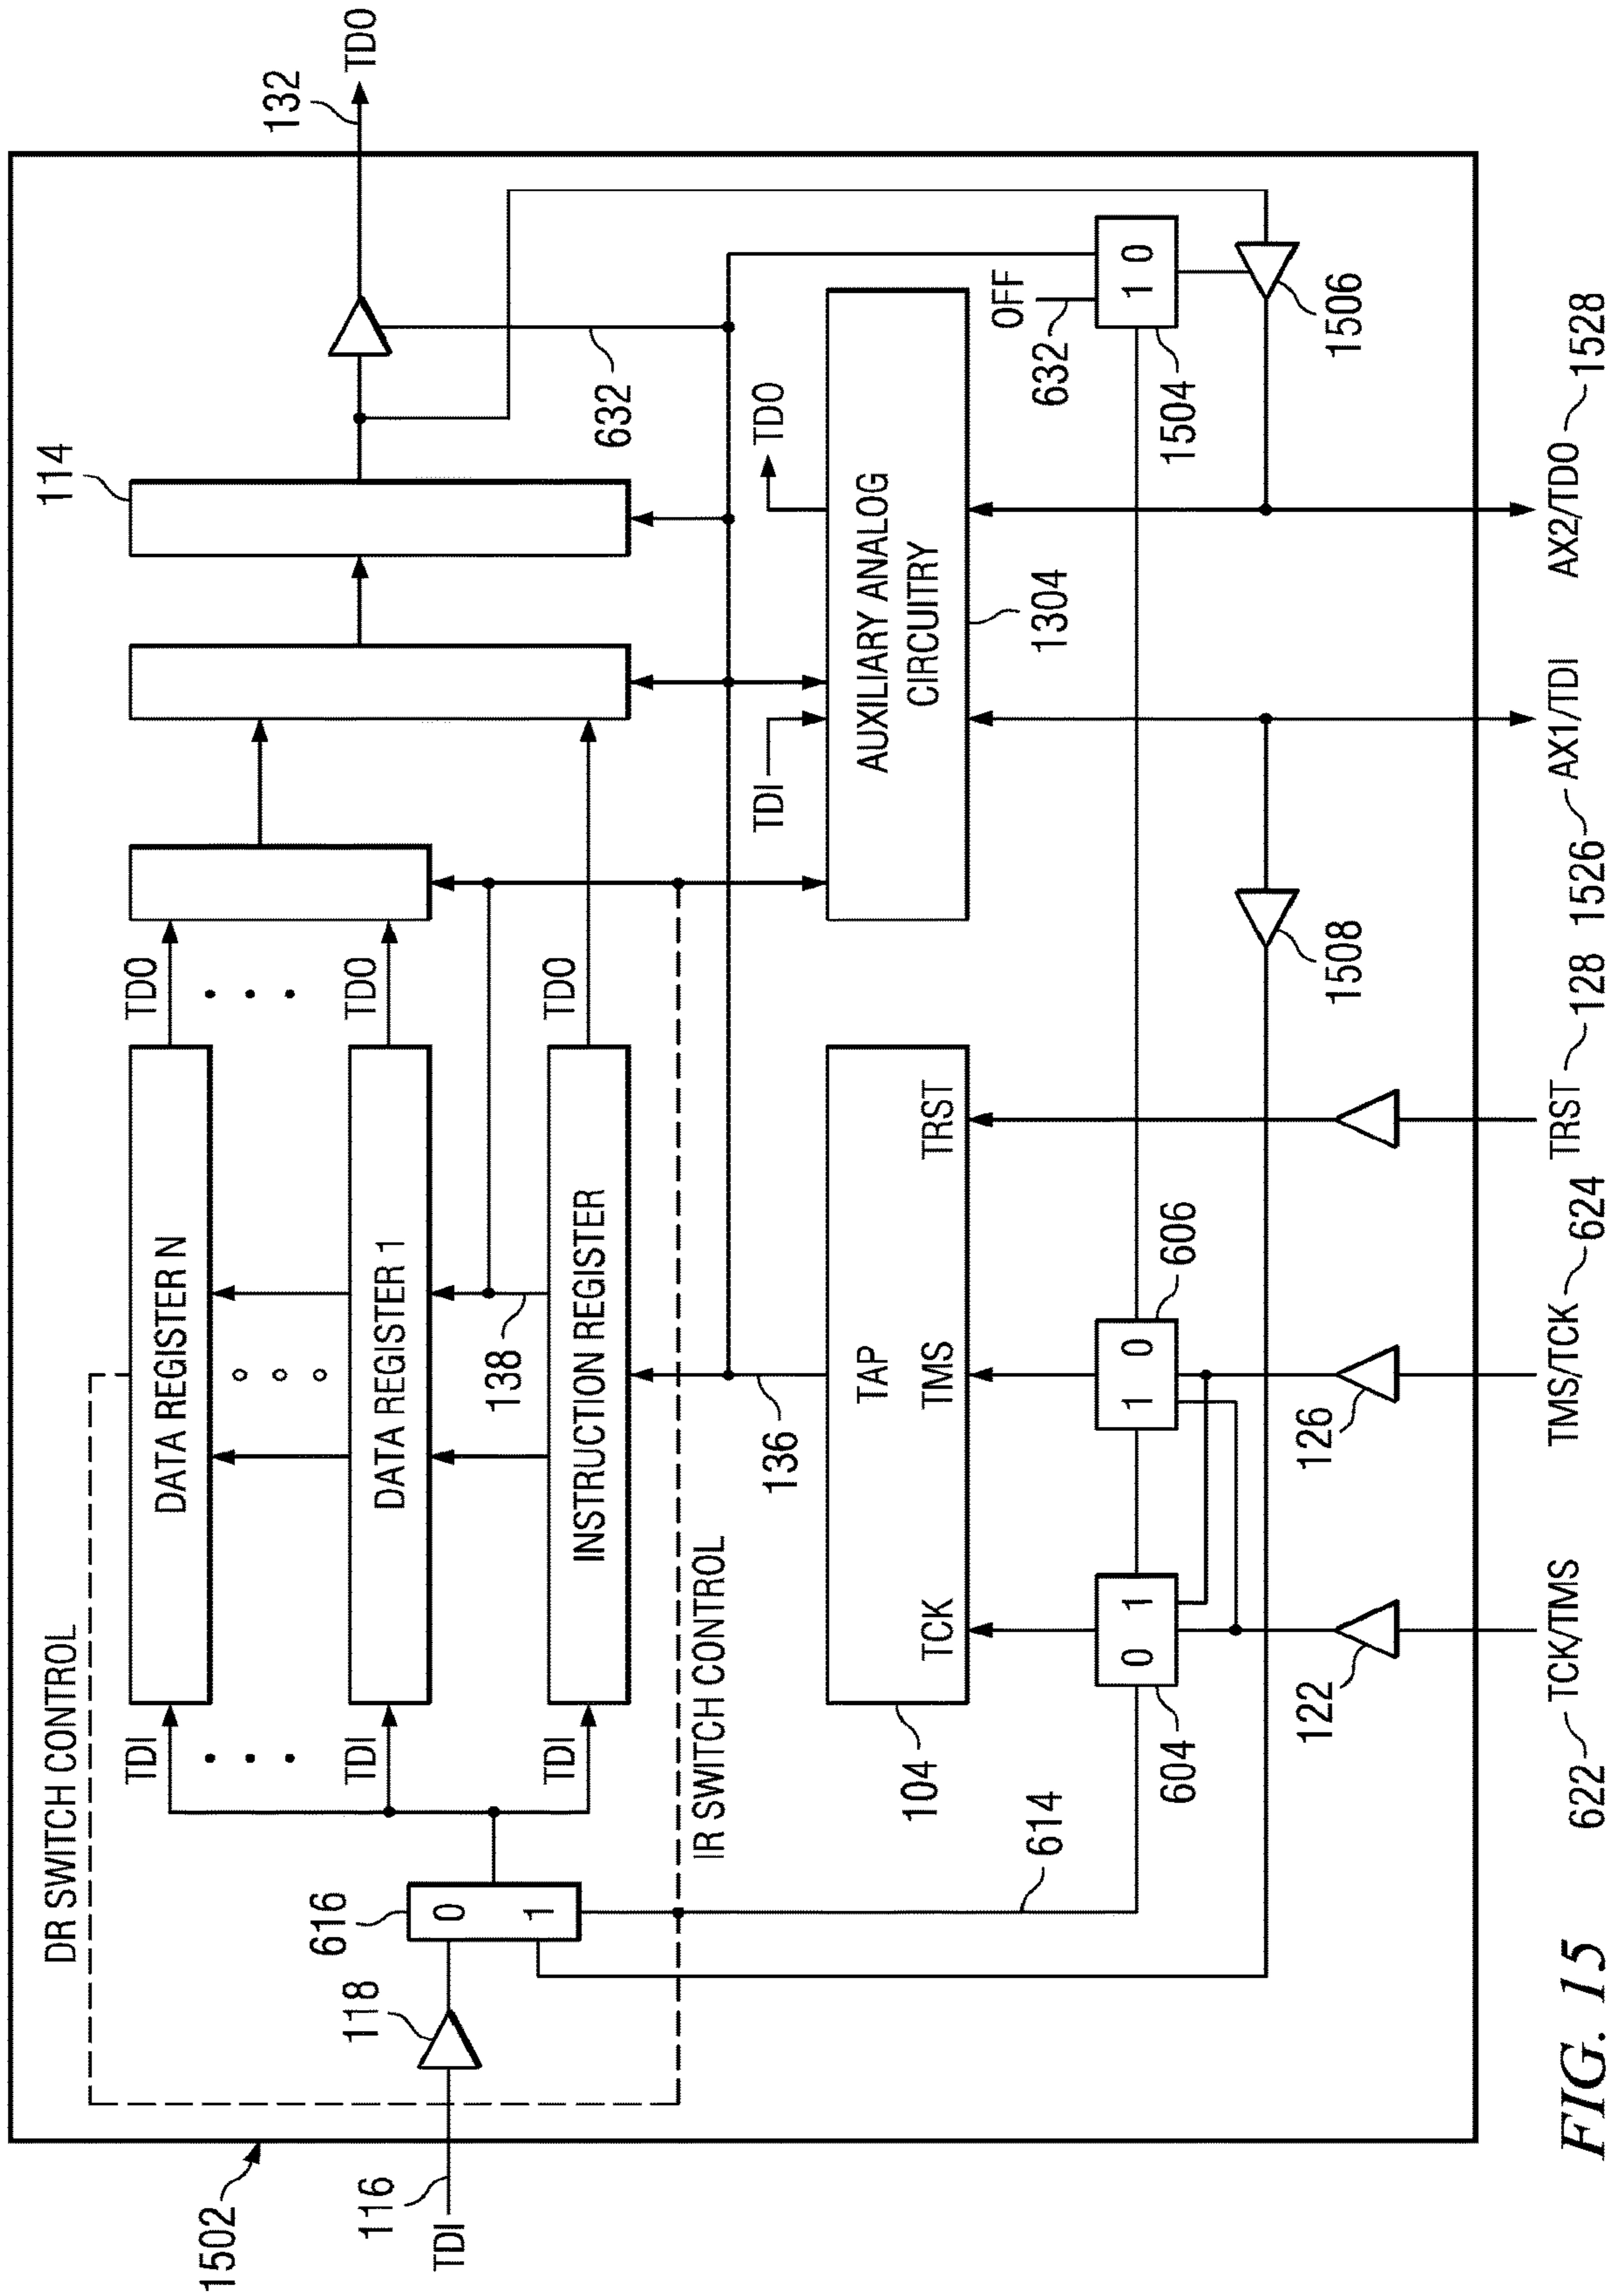 1502
116
TDI
118
616
0
1
DR SWITCH CONTROL
TDI
TDI
TDI
DATA REGISTER N
DATA REGISTER 1
INSTRUCTION REGISTER
138
TDO
TDO
TDO
114
132
TDO
632
IR SWITCH CONTROL
136
614
104
TCK
TAP
TMS
TRST
TDI
AUXILIARY ANALOG
CIRCUITRY
1304
TDO
OFF
632
1 0
1504
1506
604
0 1
606
1 0
122
126
1508
622
TCK/TMS
TMS/TCK
624
TRST
128
1526
AX1/TDI
AX2/TDO
1528
FIG. 15